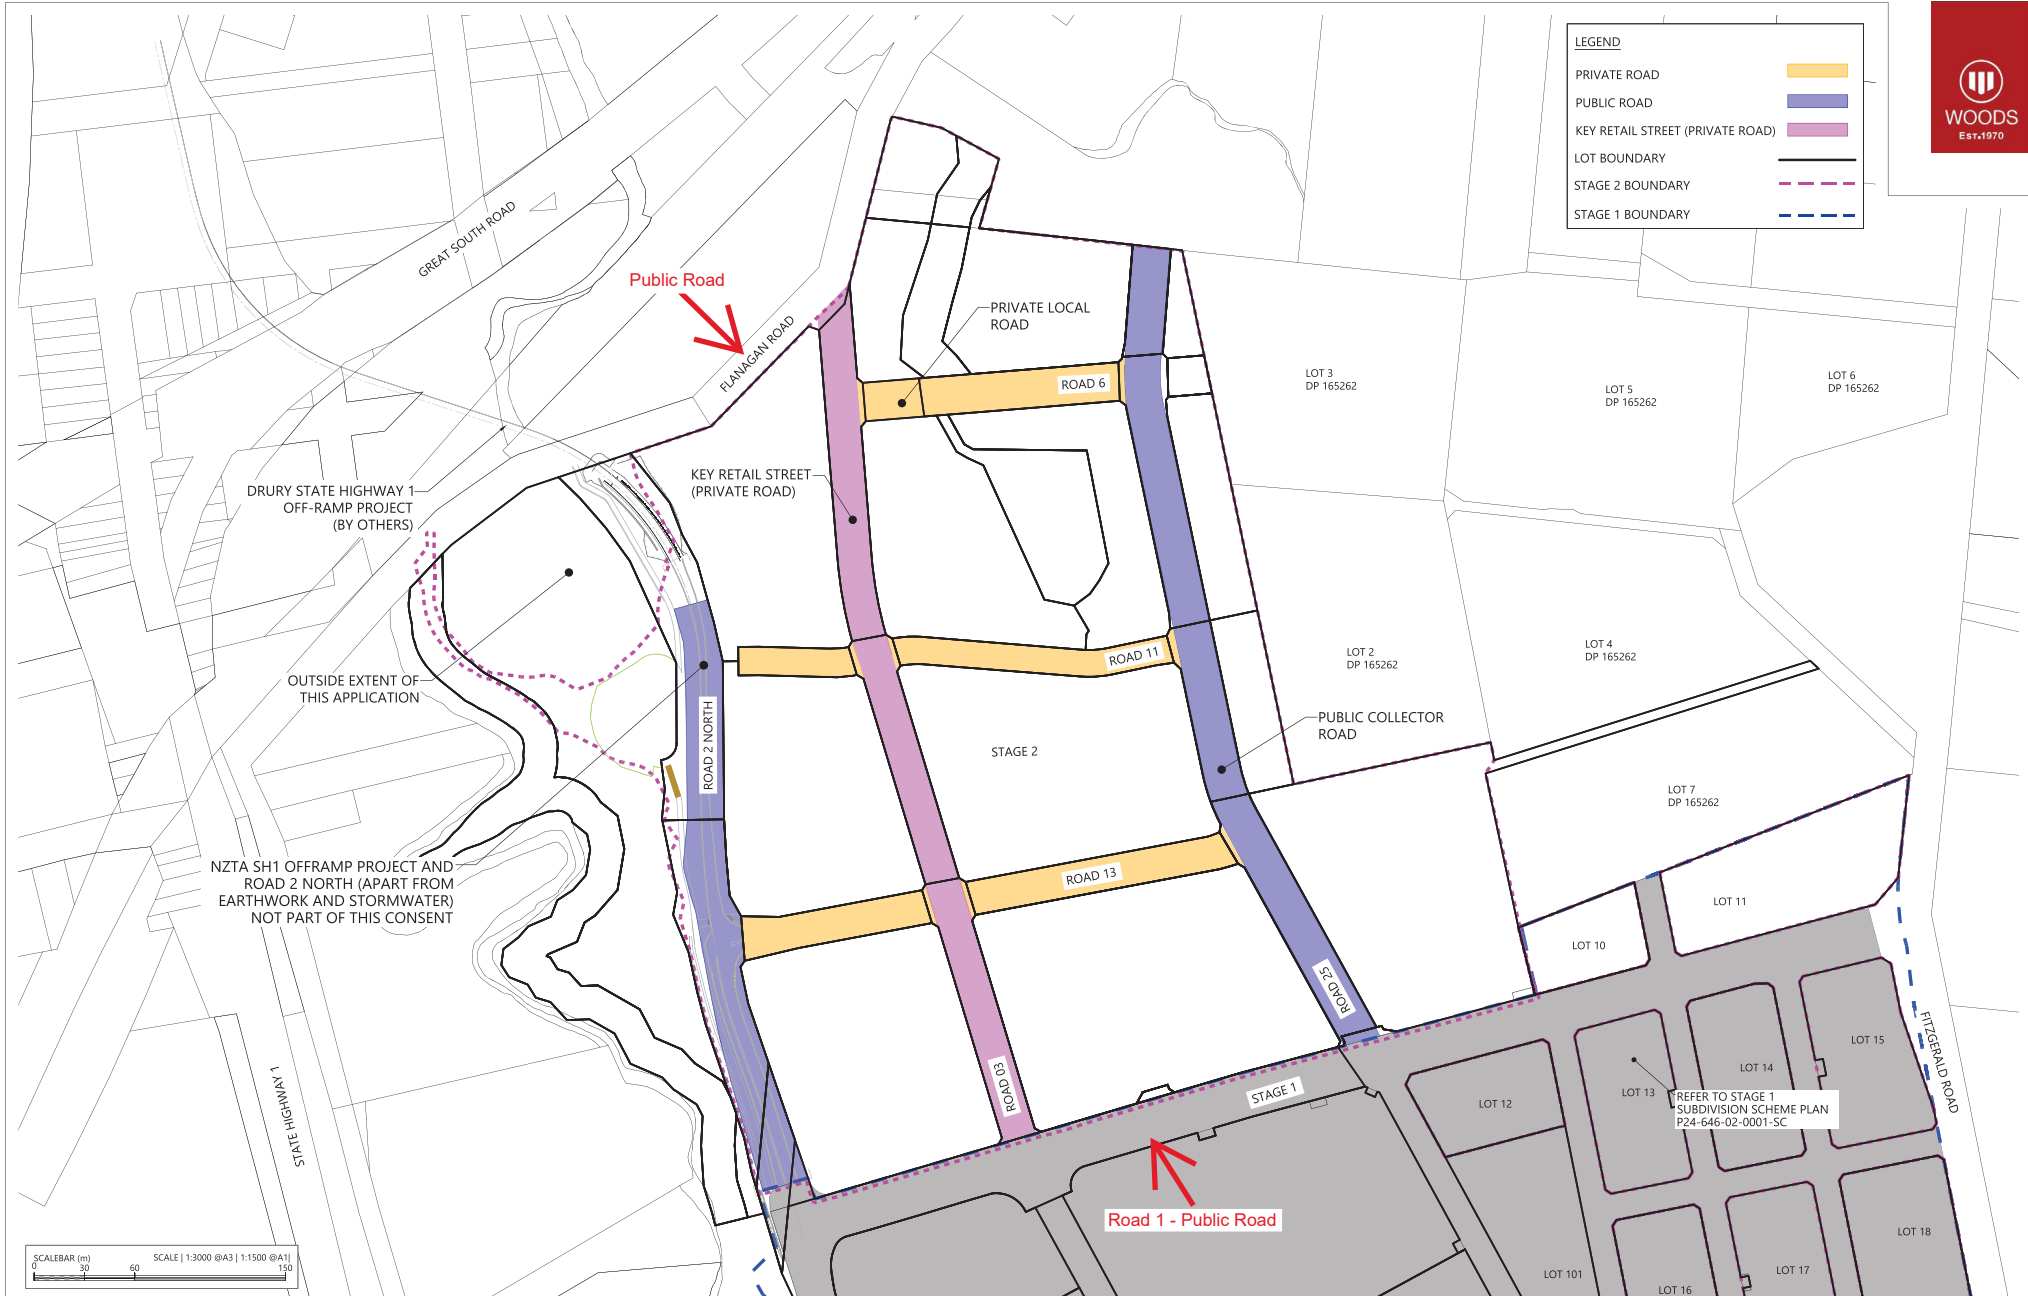 LEGEND
PRIVATE ROAD
PUBLIC ROAD
KEY RETAIL STREET (PRIVATE ROAD)
LOT BOUNDARY
STAGE 2 BOUNDARY
STAGE 1 BOUNDARY
WOODS
EST.1970
GREAT SOUTH ROAD
Public Road
FLANAGAN ROAD
PRIVATE LOCAL
ROAD
ROAD 6
LOT 3
DP 165262
LOT 5
DP 165262
LOT 6
DP 165262
KEY RETAIL STREET
(PRIVATE ROAD)
DRURY STATE HIGHWAY 1
OFF-RAMP PROJECT
(BY OTHERS)
OUTSIDE EXTENT OF
THIS APPLICATION
ROAD 11
LOT 2
DP 165262
LOT 4
DP 165262
ROAD 2 NORTH
STAGE 2
PUBLIC COLLECTOR
ROAD
LOT 7
DP 165262
NZTA SH1 OFFRAMP PROJECT AND
ROAD 2 NORTH (APART FROM
EARTHWORK AND STORMWATER)
NOT PART OF THIS CONSENT
ROAD 13
LOT 11
LOT 10
ROAD 25
FITZGERALD ROAD
LOT 15
LOT 14
LOT 13
LOT 12
REFER TO STAGE 1
SUBDIVISION SCHEME PLAN
P24-646-02-0001-SC
ROAD 03
STAGE 1
STATE HIGHWAY 1
Road 1 - Public Road
LOT 18
LOT 17
LOT 101
LOT 16
SCALEBAR (m)
SCALE | 1:3000 @A3 | 1:1500 @A1|
0 30 60 150